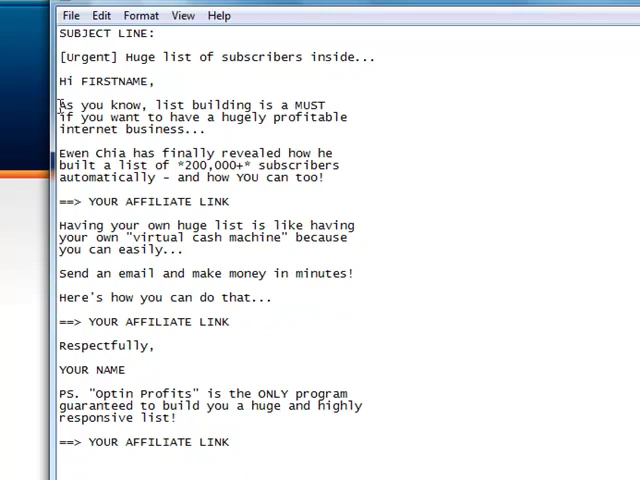 File Edit Format View Help
SUBJECT LINE:
[Urgent] Huge list of subscribers inside...
Hi FIRSTNAME,
As you know, list building is a MUST
if you want to have a hugely profitable
internet business...
Ewen Chia has finally revealed how he
built a list of *200,000+* subscribers
automatically - and how YOU can too!
==> YOUR AFFILIATE LINK
Having your own huge list is like having
your own "virtual cash machine" because
you can easily...
Send an email and make money in minutes!
Here's how you can do that...
==> YOUR AFFILIATE LINK
Respectfully,
YOUR NAME
PS. "Optin Profits" is the ONLY program
guaranteed to build you a huge and highly
responsive list!
==> YOUR AFFILIATE LINK